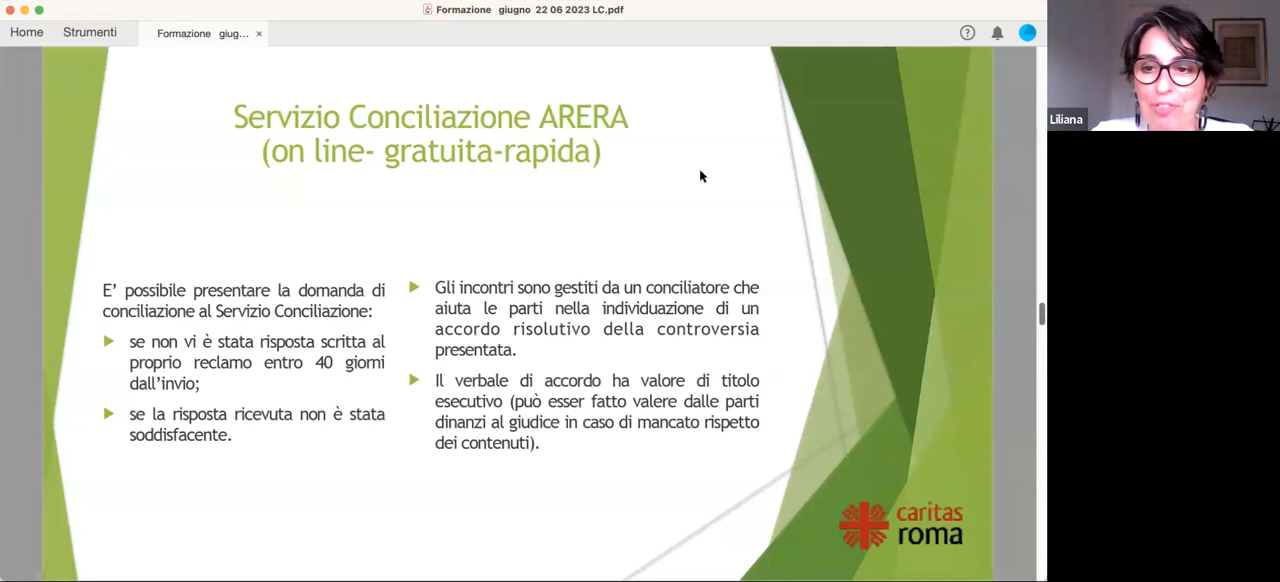 Formazione giugno 22 06 2023 LC.pdf
Home Strumenti Formazione giug... ×
Servizio Conciliazione ARERA
(on line- gratuita-rapida)
E’ possibile presentare la domanda di
conciliazione al Servizio Conciliazione:
se non vi è stata risposta scritta al
proprio reclamo entro 40 giorni
dall’invio;
se la risposta ricevuta non è stata
soddisfacente.
Gli incontri sono gestiti da un conciliatore che
aiuta le parti nella individuazione di un
accordo risolutivo della controversia
presentata.
Il verbale di accordo ha valore di titolo
esecutivo (può esser fatto valere dalle parti
dinanzi al giudice in caso di mancato rispetto
dei contenuti).
caritas
roma
Liliana